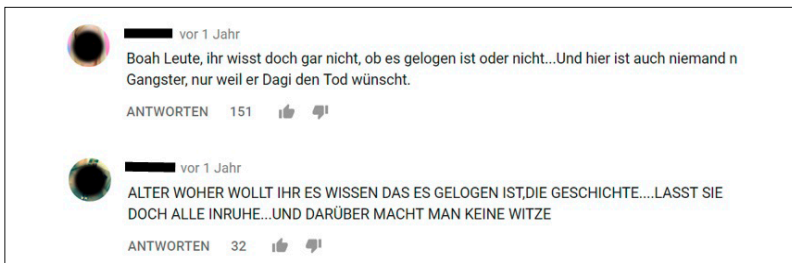 vor 1 Jahr
Boah Leute, ihr wisst doch gar nicht, ob es gelogen ist oder nicht...Und hier ist auch niemand n
Gangster, nur weil er Dagi den Tod wünscht.
ANTWORTEN 151
vor 1 Jahr
ALTER WOHER WOLLT IHR ES WISSEN DAS ES GELOGEN IST,DIE GESCHICHTE....LASST SIE
DOCH ALLE INRUHE...UND DARÜBER MACHT MAN KEINE WITZE
ANTWORTEN 32